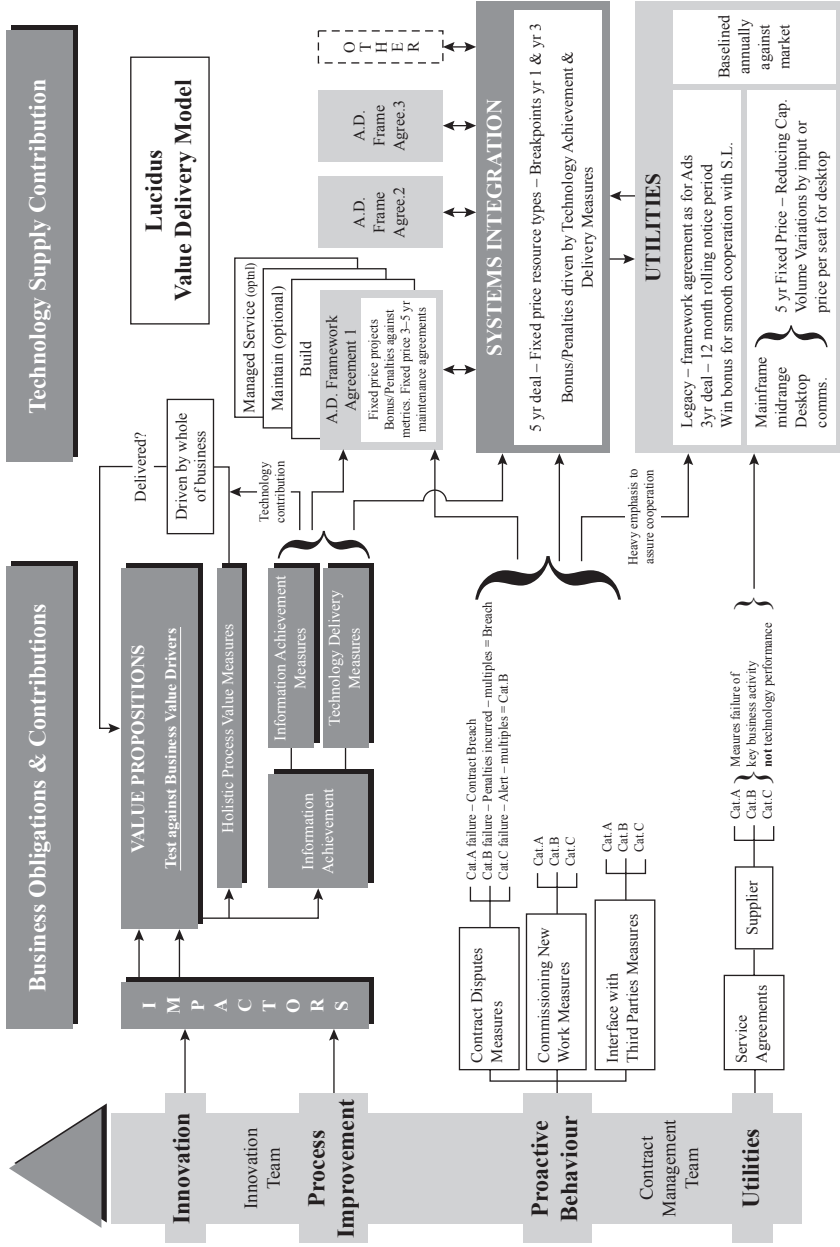 Business Obligations & Contributions
Technology Supply Contribution
Lucidus
Value Delivery Model
Innovation
Innovation
Team
Process
Improvement
Proactive
Behaviour
Contract
Management
Team
Utilities
I
M
P
A
C
T
O
R
S
VALUE PROPOSITIONS
Test against Business Value Drivers
Holistic Process Value Measures
Information
Achievement
Information Achievement
Measures
Technology Delivery
Measures
Delivered?
Driven by whole
of business
Technology
contribution
Managed Service (optnl)
Maintain (optional)
Build
A.D. Framework
Agreement 1
Fixed price projects
Bonus/Penalties against
metrics. Fixed price 3–5 yr
maintenance agreements
A.D.
Frame
Agree.2
A.D.
Frame
Agree.3
O
T
H
E
R
SYSTEMS INTEGRATION
5 yr deal – Fixed price resource types – Breakpoints yr 1 & yr 3
Bonus/Penalties driven by Technology Achievement &
Delivery Measures
Contract Disputes
Measures
Cat.A failure – Contract Breach
Cat.B failure – Penalties incurred – multiples = Breach
Cat.C failure – Alert – multiples = Cat.B
Commissioning New
Work Measures
Cat.A
Cat.B
Cat.C
Interface with
Third Parties Measures
Cat.A
Cat.B
Cat.C
Heavy emphasis to
assure cooperation
UTILITIES
Legacy – framework agreement as for Ads
3yr deal – 12 month rolling notice period
Win bonus for smooth cooperation with S.L.
Baselined
annually
against
market
Mainframe
midrange
Desktop
comms.
5 yr Fixed Price – Reducing Cap.
Volume Variations by input or
price per seat for desktop
Service
Agreements
Supplier
Cat.A
Cat.B
Cat.C
Meaures failure of
key business activity
not technology performance